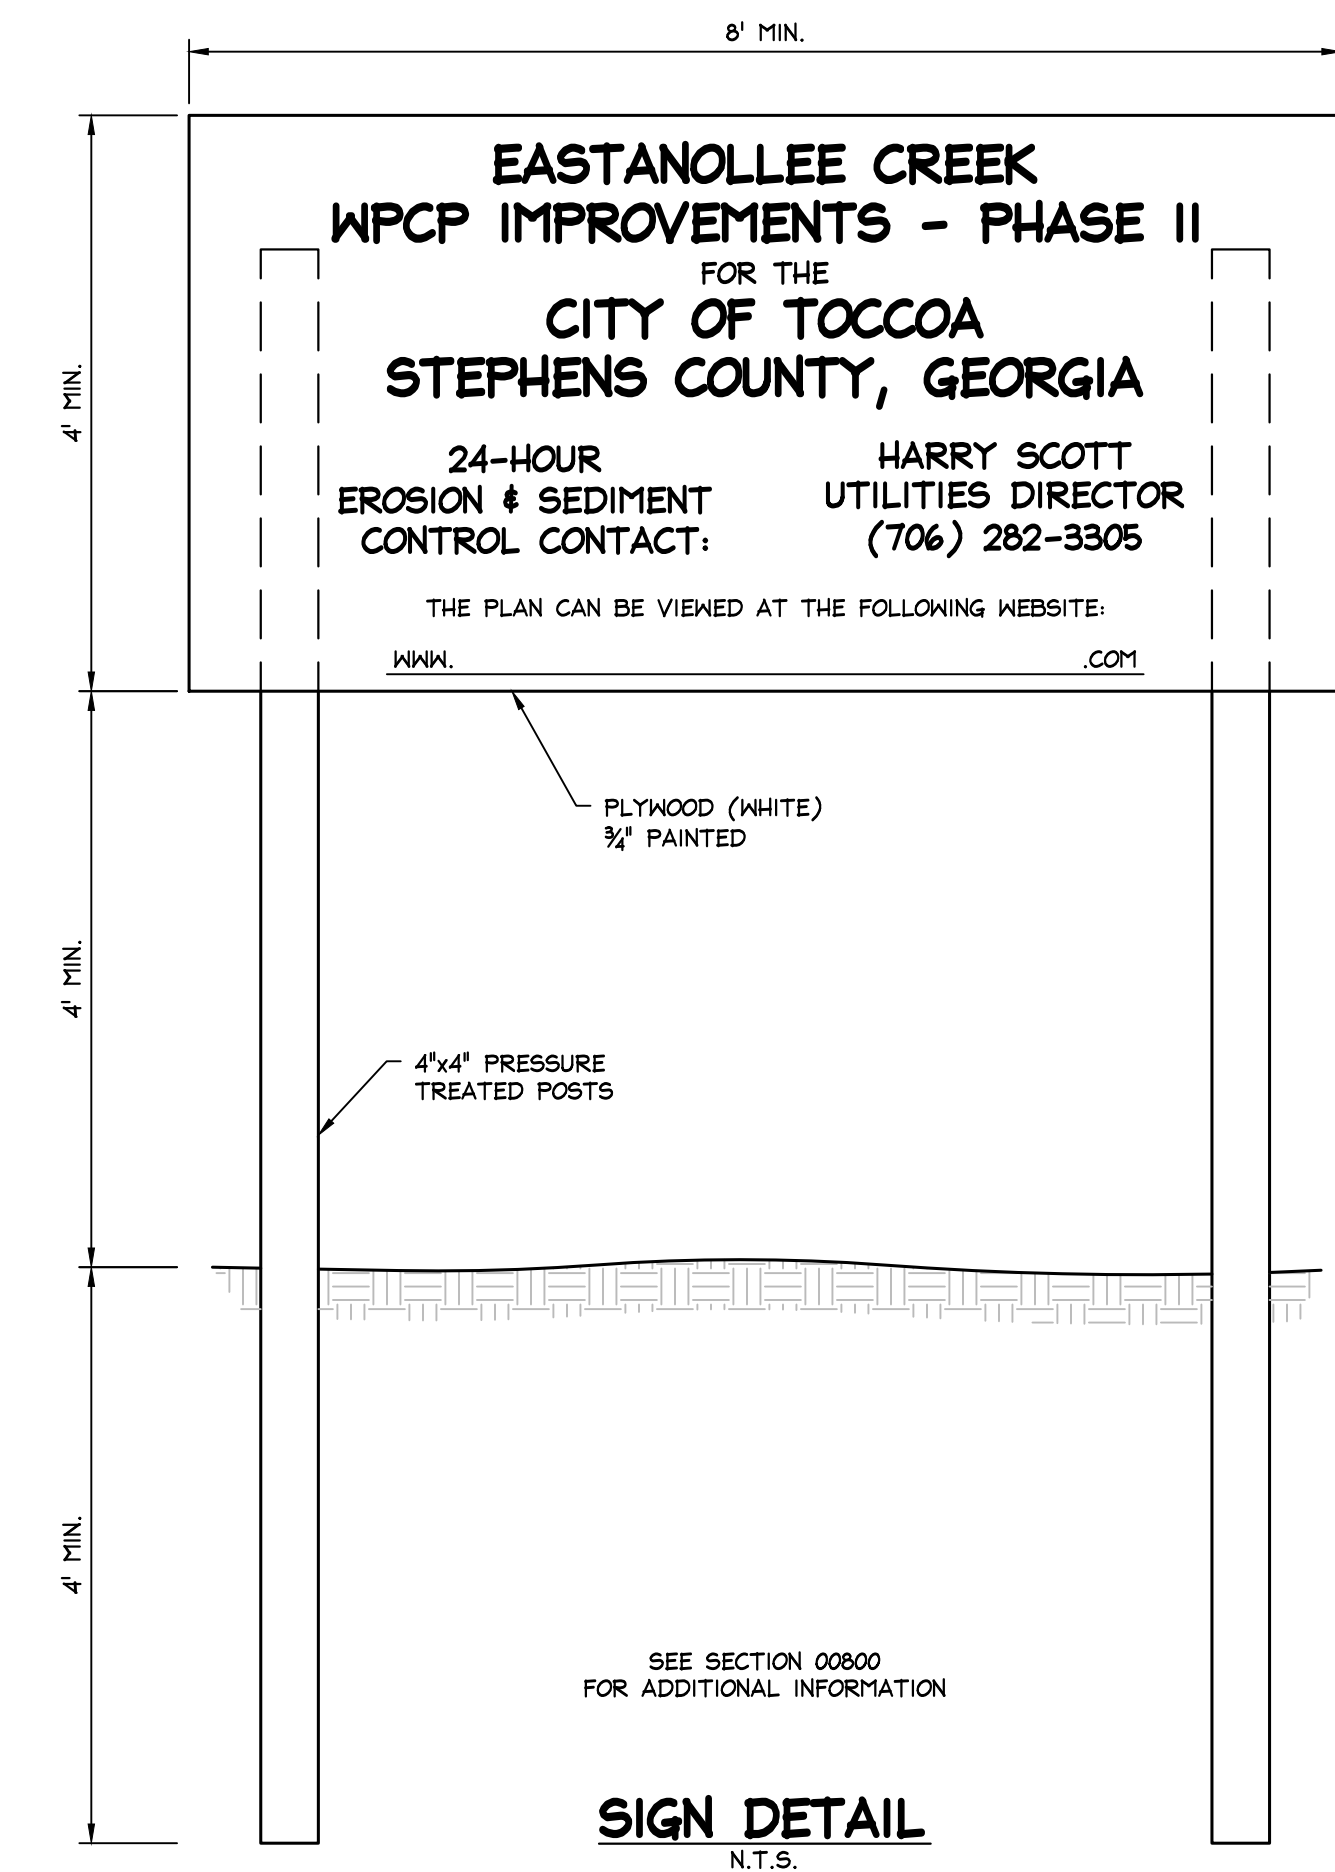 8' MIN.
EASTANOLLEE CREEK
WPCP IMPROVEMENTS - PHASE II
FOR THE
CITY OF TOCCOA
STEPHENS COUNTY, GEORGIA
4' MIN.
24-HOUR
EROSION & SEDIMENT
CONTROL CONTACT:
HARRY SCOTT
UTILITIES DIRECTOR
(706) 282-3305
THE PLAN CAN BE VIEWED AT THE FOLLOWING WEBSITE:
WWW. .COM
PLYWOOD (WHITE)
¾" PAINTED
4' MIN.
4"x4" PRESSURE
TREATED POSTS
4' MIN.
SEE SECTION 00800
FOR ADDITIONAL INFORMATION
SIGN DETAIL
N.T.S.